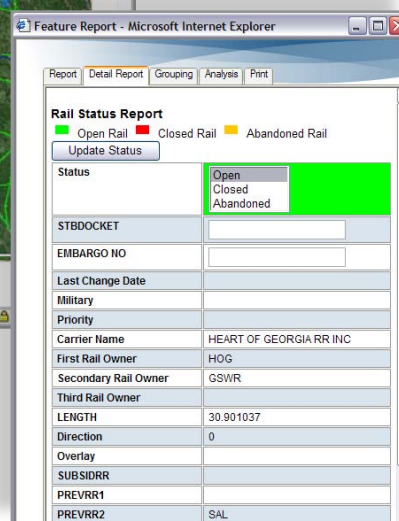 Feature Report - Microsoft Internet Explorer
Report Detail Report Grouping Analysis Print
Rail Status Report
Open Rail Closed Rail Abandoned Rail
Update Status
Status Open
Closed
Abandoned
STBDOCKET
EMBARGO NO
Last Change Date
Military
Priority
Carrier Name HEART OF GEORGIA RR INC
First Rail Owner HOG
Secondary Rail Owner GSWR
Third Rail Owner
LENGTH 30.901037
Direction 0
Overlay
SUBSIDRR
PREVRR1
PREVRR2 SAL